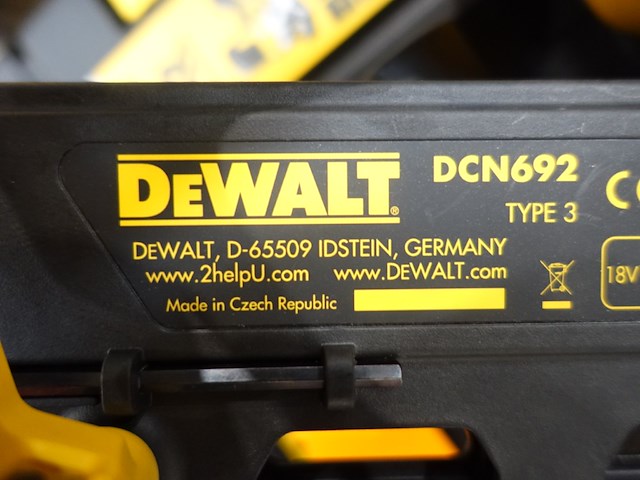 DEWALT®
DCN692
TYPE 3
DEWALT, D-65509 IDSTEIN, GERMANY
www.2helpU.com www.DEWALT.com
Made in Czech Republic
18V